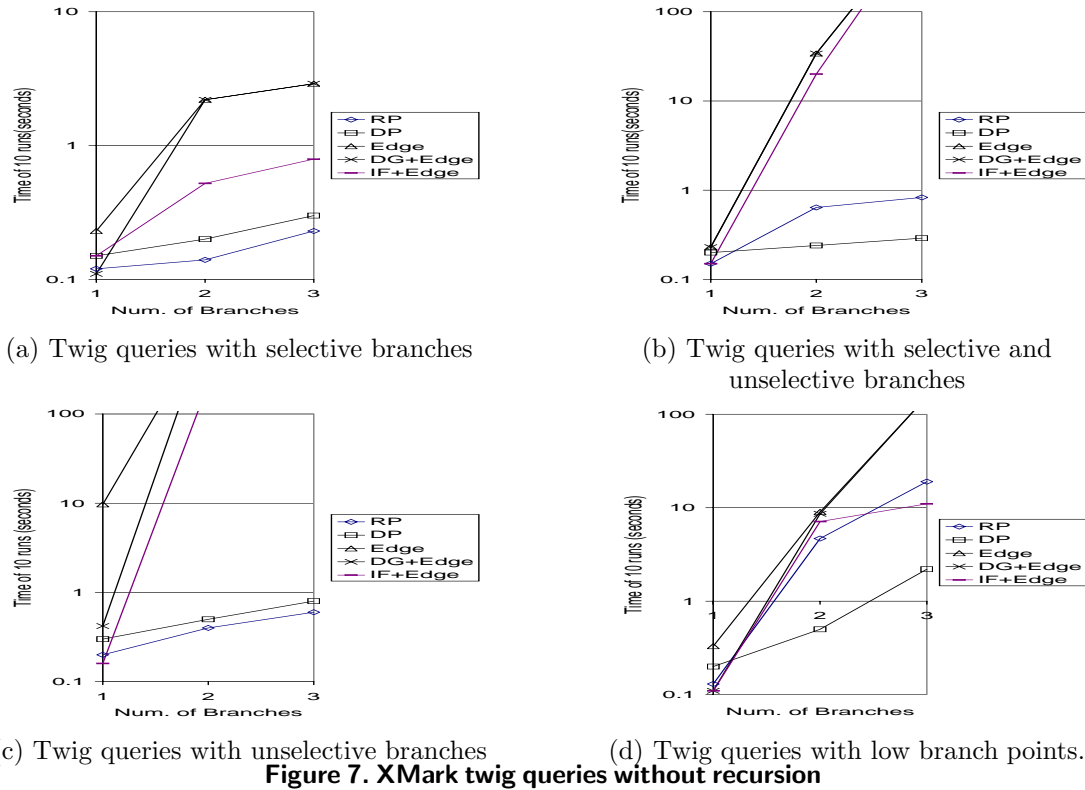 10
1
0.1
Time of 10 runs(seconds)
1 2 3
Num. of Branches
RP
DP
Edge
DG+Edge
IF+Edge
(a) Twig queries with selective branches
100
10
1
0.1
Time of 10 runs (seconds)
1 2 3
Num. of Branches
RP
DP
Edge
DG+Edge
IF+Edge
(b) Twig queries with selective and
unselective branches
100
10
1
0.1
Time of 10 runs (seconds)
1 2 3
Num. of Branches
RP
DP
Edge
DG+Edge
IF+Edge
c) Twig queries with unselective branches
100
10
1
0.1
Time of 10 runs (seconds)
1 2 3
Num. of Branches
RP
DP
Edge
DG+Edge
IF+Edge
(d) Twig queries with low branch points.
Figure 7. XMark twig queries without recursion